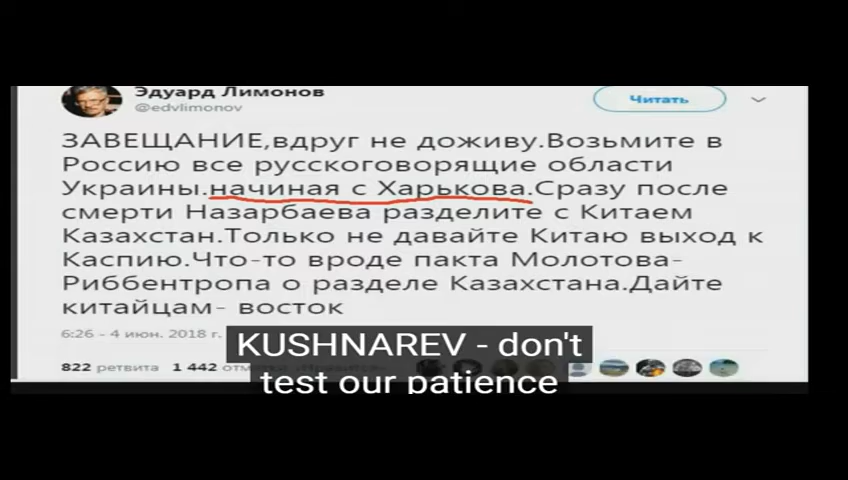 Эдуард Лимонов
@edvlimonov
Читать
ЗАВЕЩАНИЕ,вдруг не доживу.Возьмите в
Россию все русскоговорящие области
Украины.начиная с Харькова.Сразу после
смерти Назарбаева разделите с Китаем
Казахстан.Только не давайте Китаю выход к
Каспию.Что-то вроде пакта Молотова-
Риббентропа о разделе Казахстана.Дайте
китайцам- восток
6:26 - 4 июн. 2018 г.
822 ретвита 1 442
KUSHNAREV - don't
test our patience